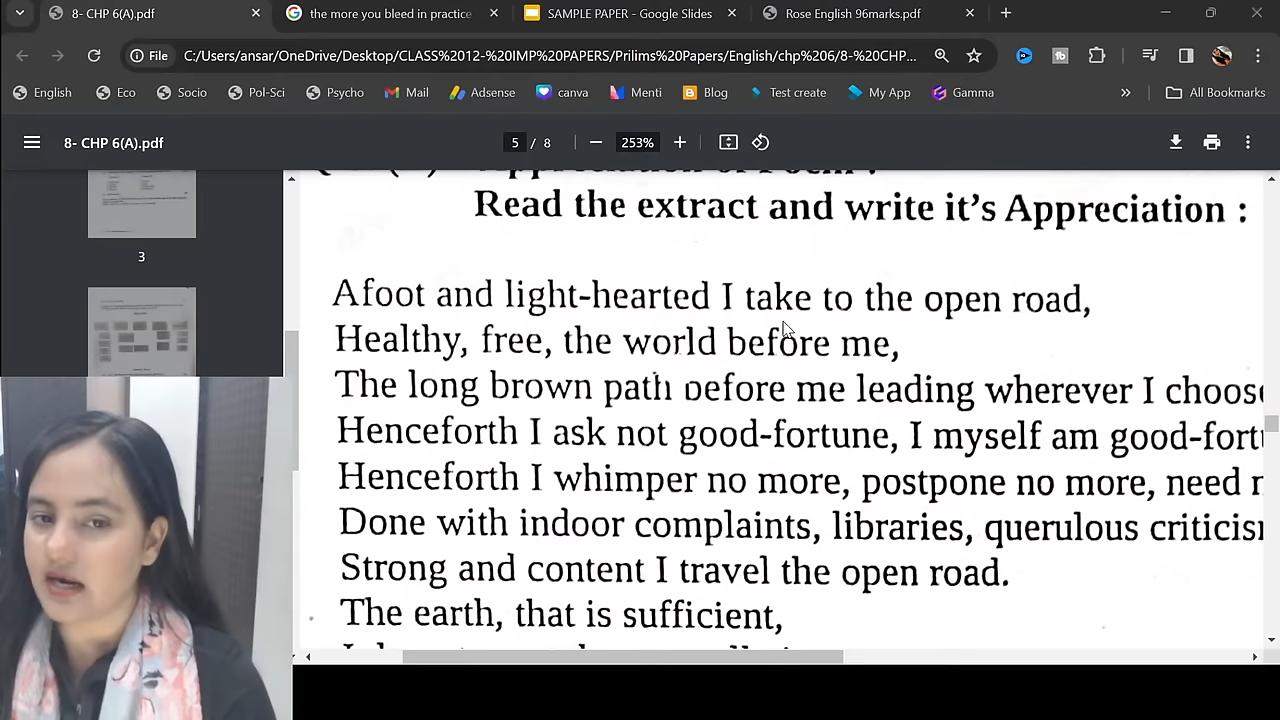 8- CHP 6(A).pdf
the more you bleed in practice
SAMPLE PAPER - Google Slides
Rose English 96marks.pdf
File
C:/Users/ansar/OneDrive/Desktop/CLASS%2012-%20IMP%20PAPERS/Prilims%20Papers/English/chp%206/8-%20CHP...
English
Eco
Socio
Pol-Sci
Psycho
Mail
Adsense
canva
Menti
Blog
Test create
My App
Gamma
»
All Bookmarks
8- CHP 6(A).pdf
5 / 8
253%
3
Read the extract and write it's Appreciation :
Afoot and light-hearted I take to the open road,
Healthy, free, the world before me,
The long brown path before me leading wherever I choose
Henceforth I ask not good-fortune, I myself am good-fort
Henceforth I whimper no more, postpone no more, need n
Done with indoor complaints, libraries, querulous criticis
Strong and content I travel the open road.
The earth, that is sufficient,